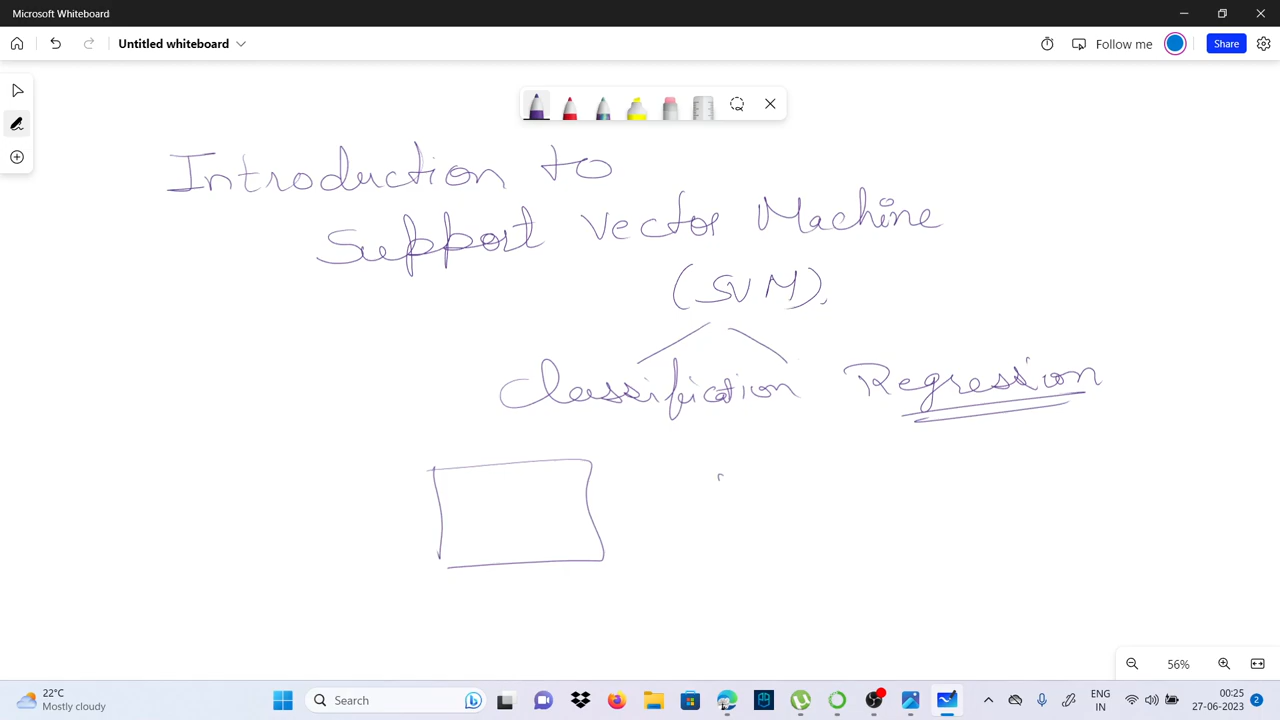 Microsoft Whiteboard
Untitled whiteboard
Follow me
Share
Introduction to
Support Vector Machine
(SVM),
Classification Regression
56%
22°C
Mostly cloudy
Search
ENG
IN
00:25
27-06-2023
2